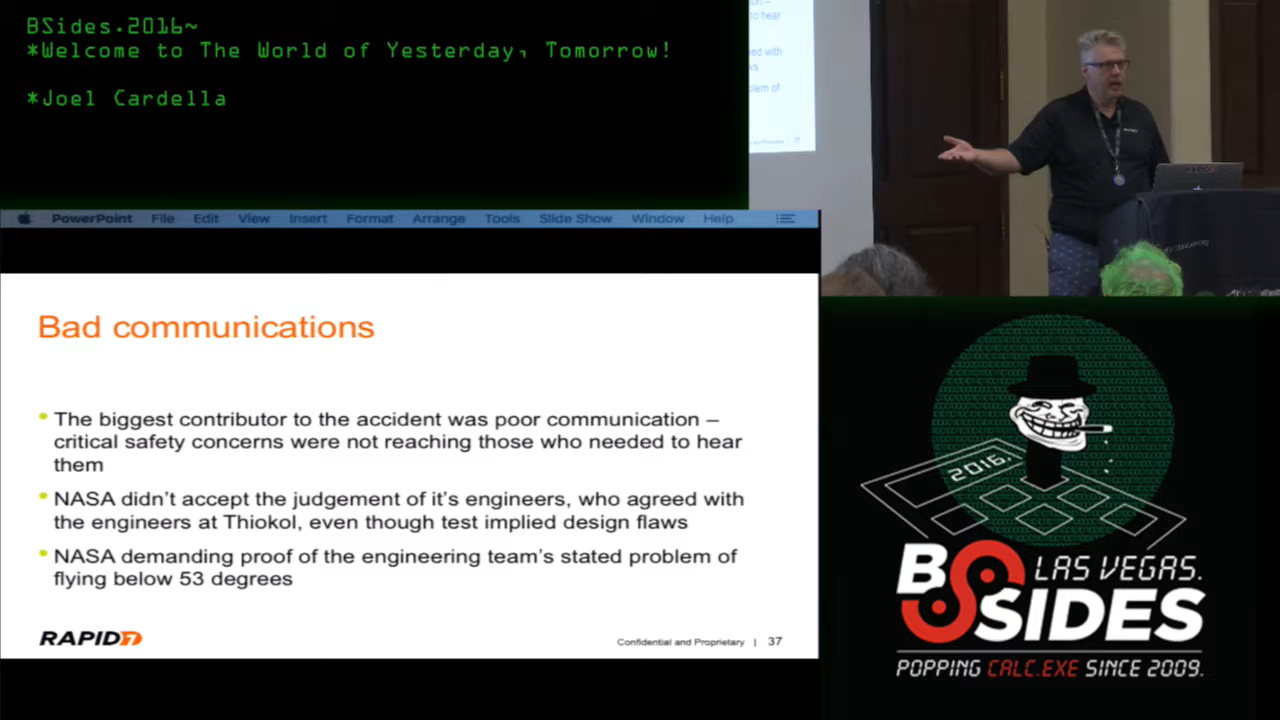 BSides.2016~
*Welcome to The World of Yesterday, Tomorrow!
*Joel Cardella
to hear
ed with
PowerPoint File Edit View Insert Format Arrange Tools Slide Show Window Help
Bad communications
The biggest contributor to the accident was poor communication –
critical safety concerns were not reaching those who needed to hear
them
NASA didn't accept the judgement of it's engineers, who agreed with
the engineers at Thiokol, even though test implied design flaws
NASA demanding proof of the engineering team's stated problem of
flying below 53 degrees
RAPID7
Confidential and Proprietary | 37
2016.
BSIDES
LAS VEGAS.
POPPING CALC.EXE SINCE 2009.